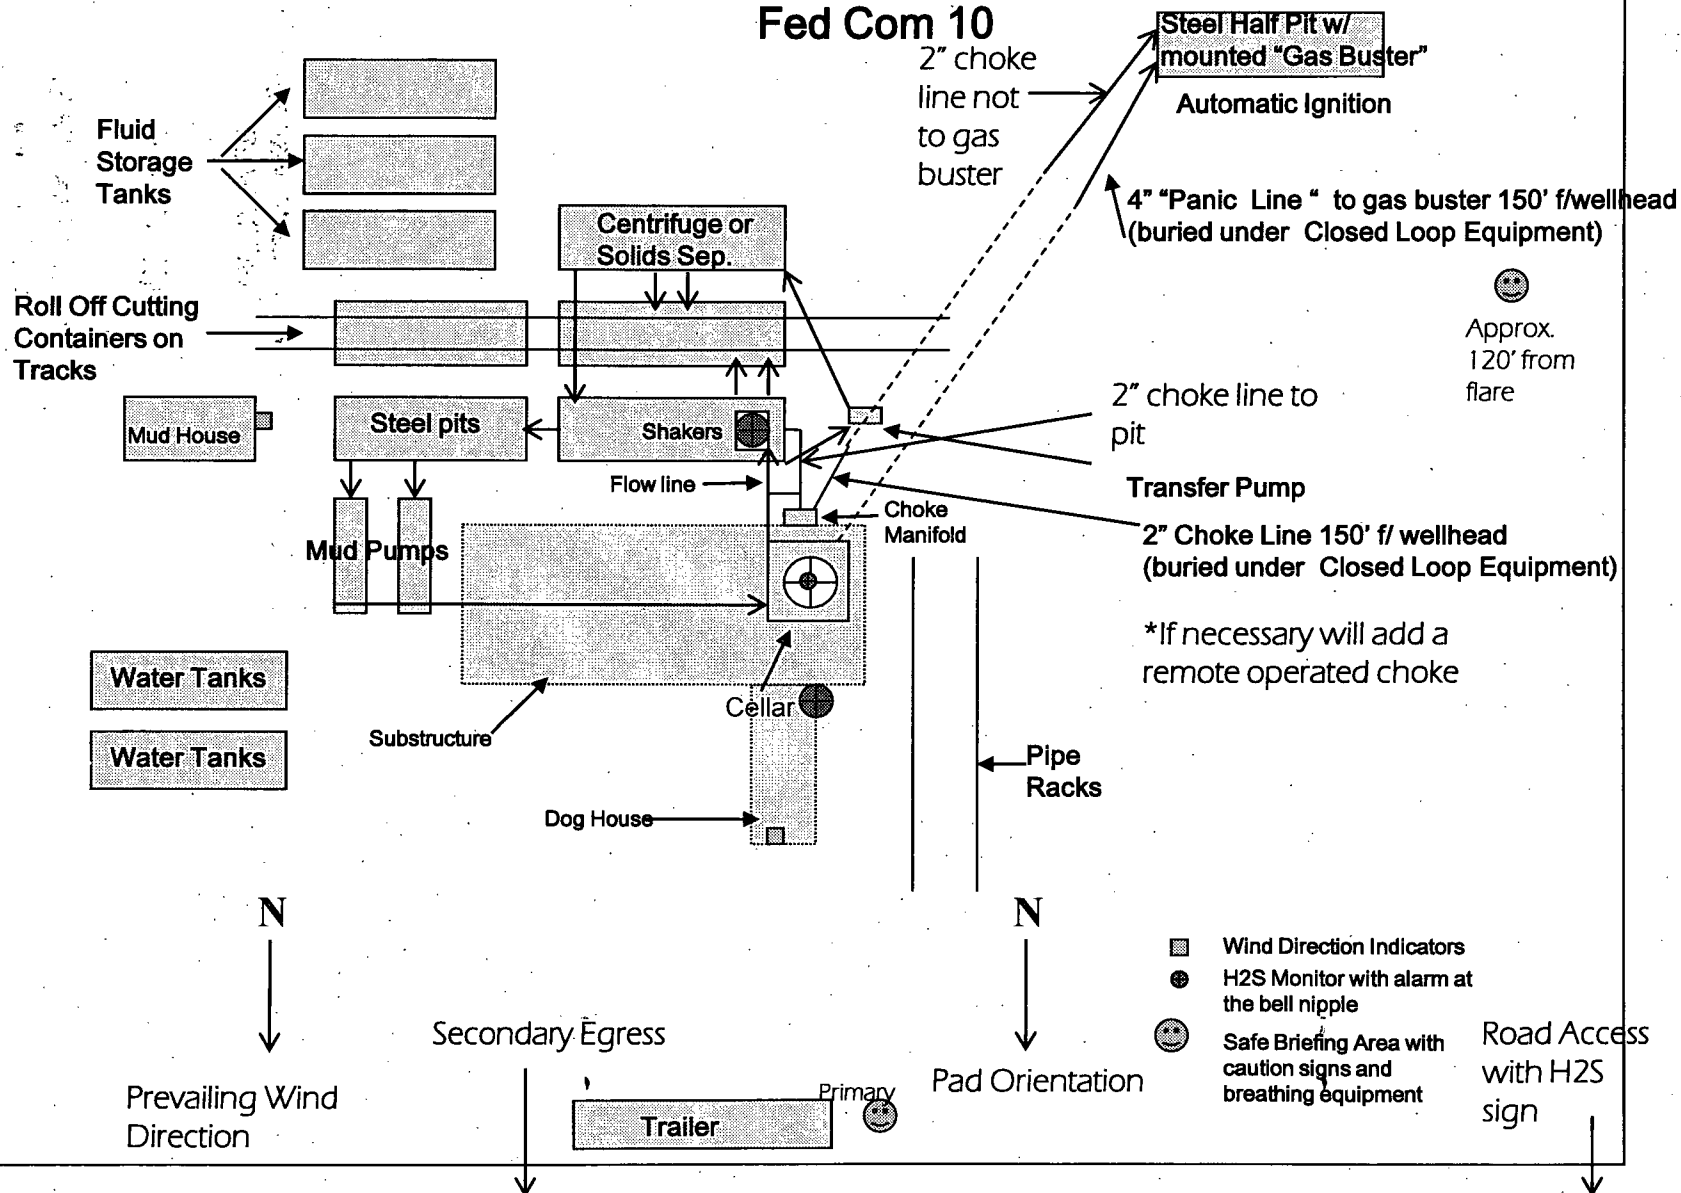 Fed Com 10
Steel Half Pit w/
mounted "Gas Buster"
Automatic Ignition
2" choke
line not
to gas
buster
Fluid
Storage
Tanks
4" "Panic Line " to gas buster 150' f/wellhead
(buried under Closed Loop Equipment)
Centrifuge or
Solids Sep.
Roll Off Cutting
Containers on
Tracks
Approx.
120' from
flare
2" choke line to
pit
Mud House
Steel pits
Shakers
Flow line
Transfer Pump
Choke
Manifold
2" Choke Line 150' f/ wellhead
(buried under Closed Loop Equipment)
Mud Pumps
*If necessary will add a
remote operated choke
Water Tanks
Cellar
Substructure
Water Tanks
Pipe
Racks
Dog House
N
N
Wind Direction Indicators
H2S Monitor with alarm at
the bell nipple
Safe Briefing Area with
caution signs and
breathing equipment
Road Access
with H2S
sign
Secondary Egress
Prevailing Wind
Direction
Primary
Trailer
Pad Orientation